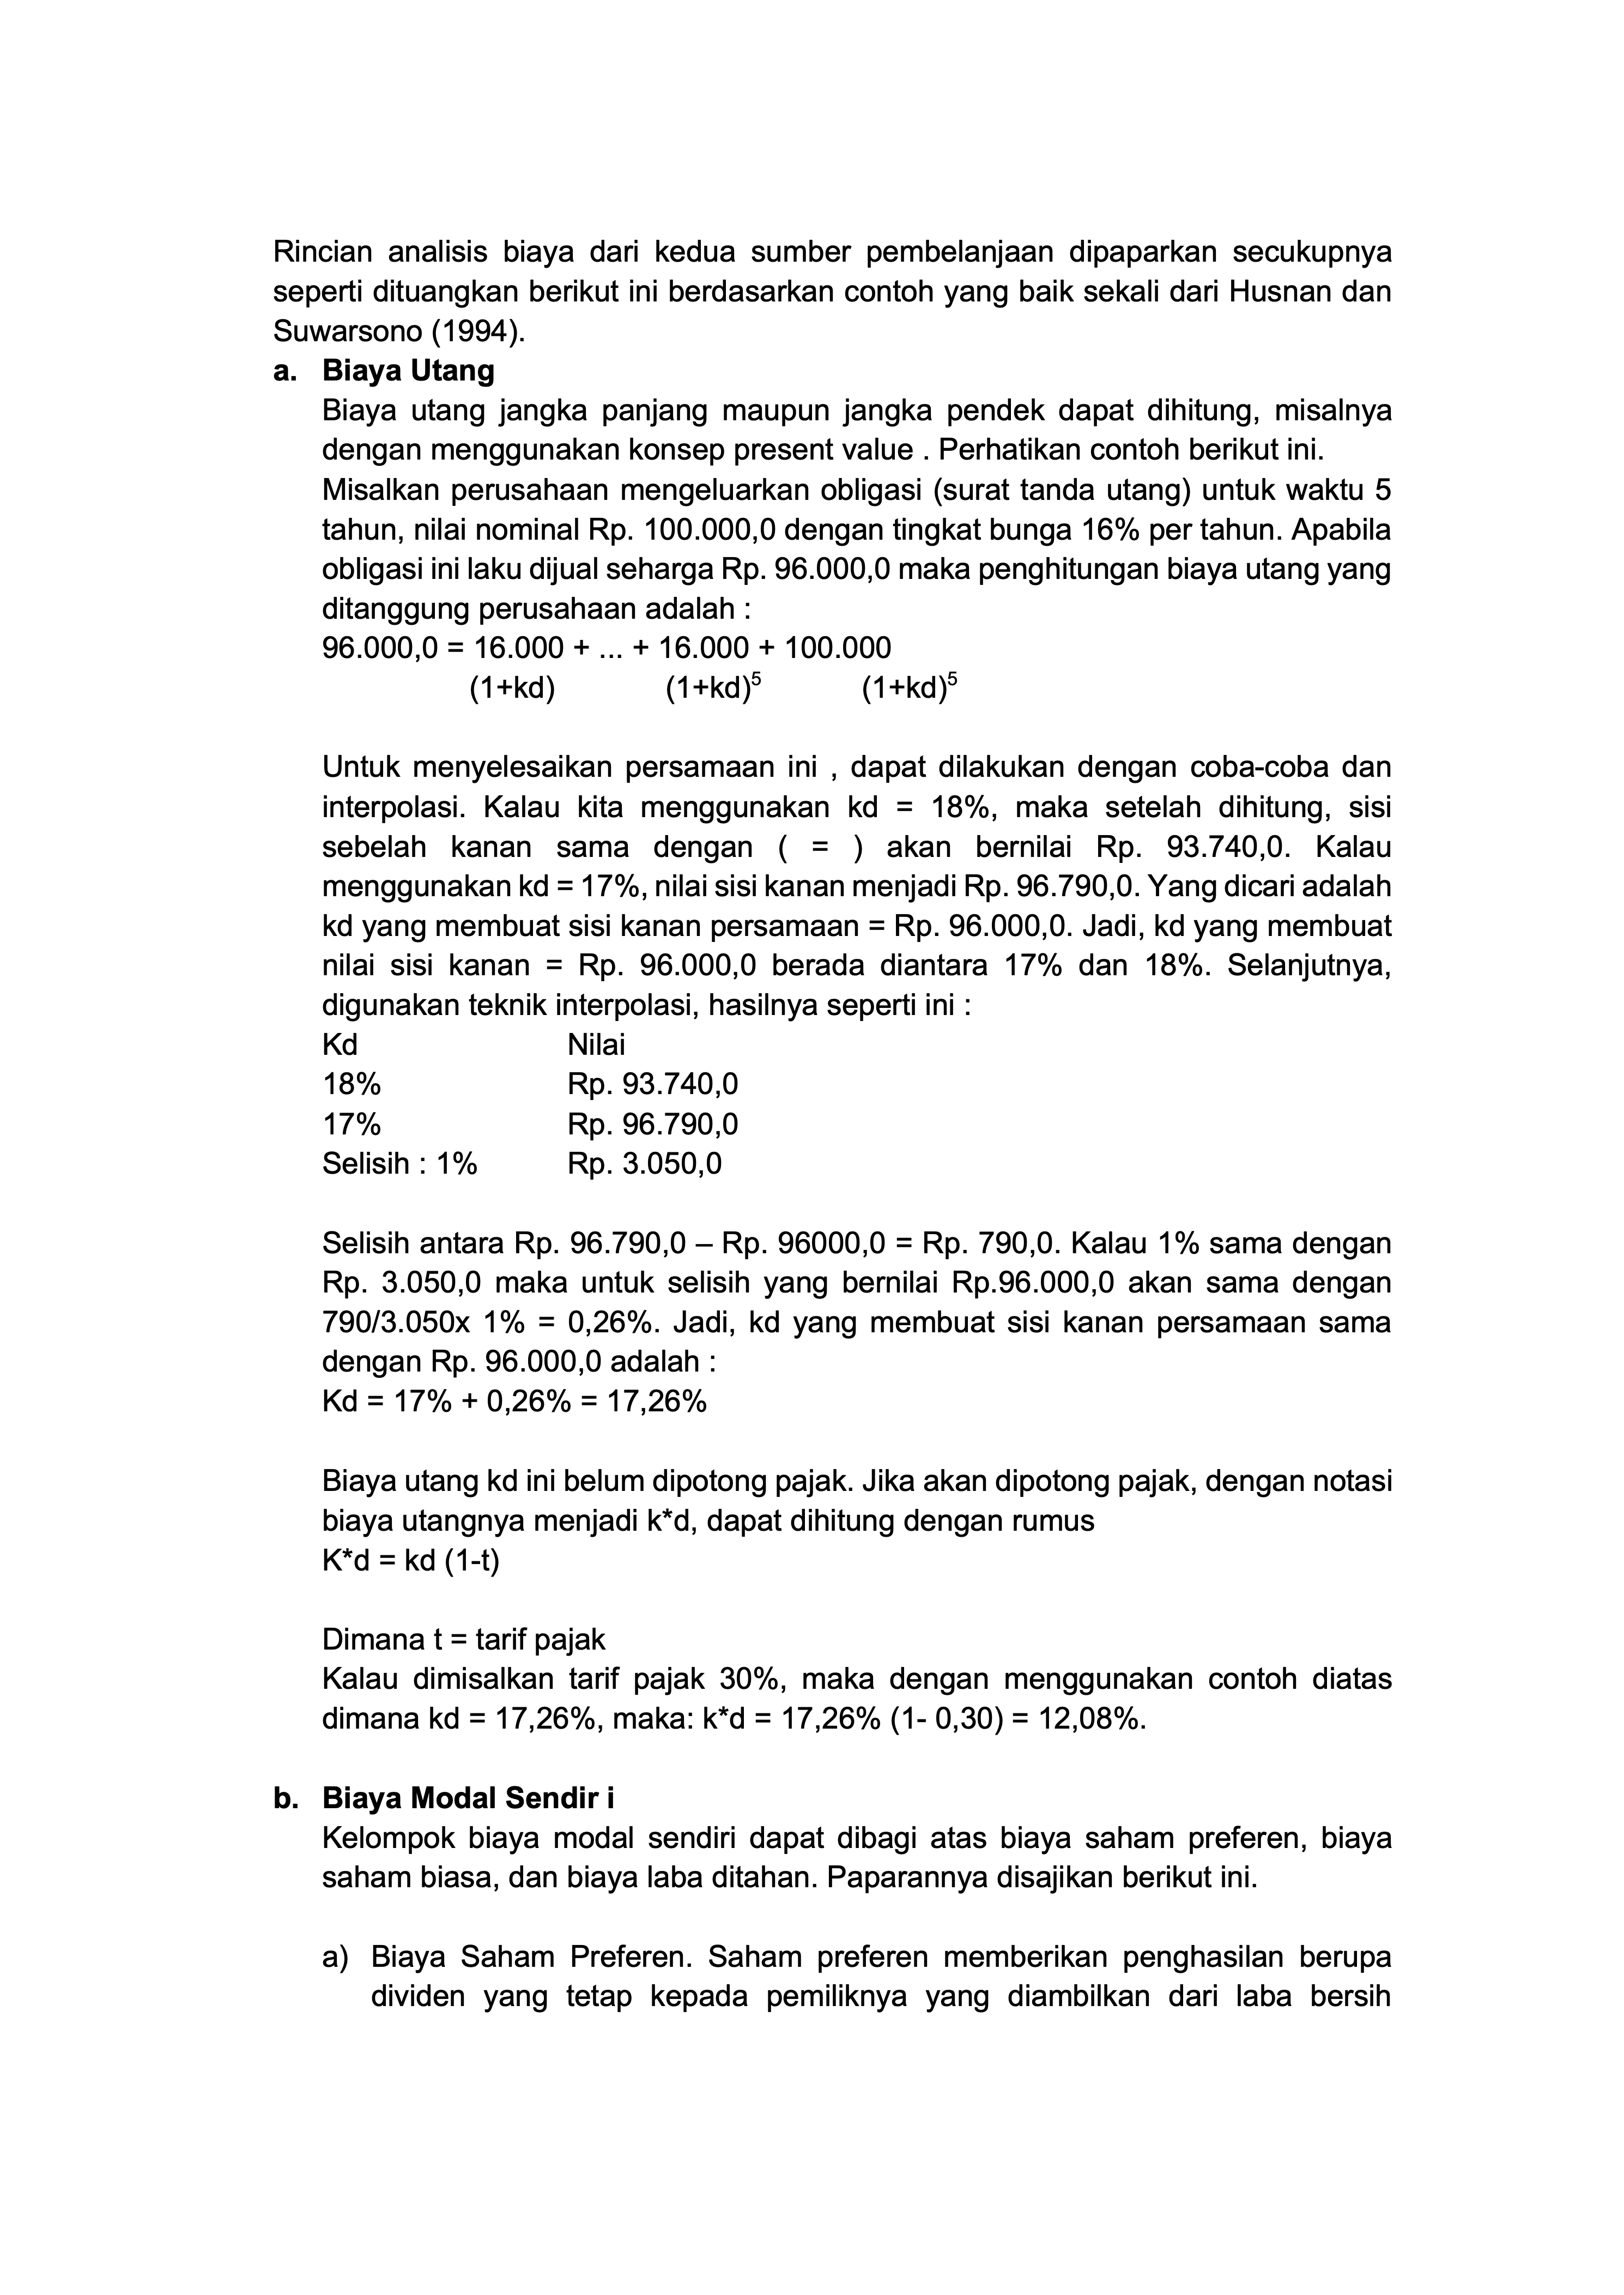 Rincian analisis biaya dari kedua sumber pembelanjaan dipaparkan secukupnya
seperti dituangkan berikut ini berdasarkan contoh yang baik sekali dari Husnan dan
Suwarsono (1994).
a. Biaya Utang
Biaya utang jangka panjang maupun jangka pendek dapat dihitung, misalnya
dengan menggunakan konsep present value . Perhatikan contoh berikut ini.
Misalkan perusahaan mengeluarkan obligasi (surat tanda utang) untuk waktu 5
tahun, nilai nominal Rp. 100.000,0 dengan tingkat bunga 16% per tahun. Apabila
obligasi ini laku dijual seharga Rp. 96.000,0 maka penghitungan biaya utang yang
ditanggung perusahaan adalah :
96.000,0 = 16.000 + ... + 16.000 + 100.000
(1+kd) (1+kd)⁵ (1+kd)⁵
Untuk menyelesaikan persamaan ini , dapat dilakukan dengan coba-coba dan
interpolasi. Kalau kita menggunakan kd = 18%, maka setelah dihitung, sisi
sebelah kanan sama dengan ( = ) akan bernilai Rp. 93.740,0. Kalau
menggunakan kd = 17%, nilai sisi kanan menjadi Rp. 96.790,0. Yang dicari adalah
kd yang membuat sisi kanan persamaan = Rp. 96.000,0. Jadi, kd yang membuat
nilai sisi kanan = Rp. 96.000,0 berada diantara 17% dan 18%. Selanjutnya,
digunakan teknik interpolasi, hasilnya seperti ini :
Kd Nilai
18% Rp. 93.740,0
17% Rp. 96.790,0
Selisih : 1% Rp. 3.050,0
Selisih antara Rp. 96.790,0 – Rp. 96000,0 = Rp. 790,0. Kalau 1% sama dengan
Rp. 3.050,0 maka untuk selisih yang bernilai Rp.96.000,0 akan sama dengan
790/3.050x 1% = 0,26%. Jadi, kd yang membuat sisi kanan persamaan sama
dengan Rp. 96.000,0 adalah :
Kd = 17% + 0,26% = 17,26%
Biaya utang kd ini belum dipotong pajak. Jika akan dipotong pajak, dengan notasi
biaya utangnya menjadi k*d, dapat dihitung dengan rumus
K*d = kd (1-t)
Dimana t = tarif pajak
Kalau dimisalkan tarif pajak 30%, maka dengan menggunakan contoh diatas
dimana kd = 17,26%, maka: k*d = 17,26% (1- 0,30) = 12,08%.
b. Biaya Modal Sendir i
Kelompok biaya modal sendiri dapat dibagi atas biaya saham preferen, biaya
saham biasa, dan biaya laba ditahan. Paparannya disajikan berikut ini.
a) Biaya Saham Preferen. Saham preferen memberikan penghasilan berupa
dividen yang tetap kepada pemiliknya yang diambilkan dari laba bersih